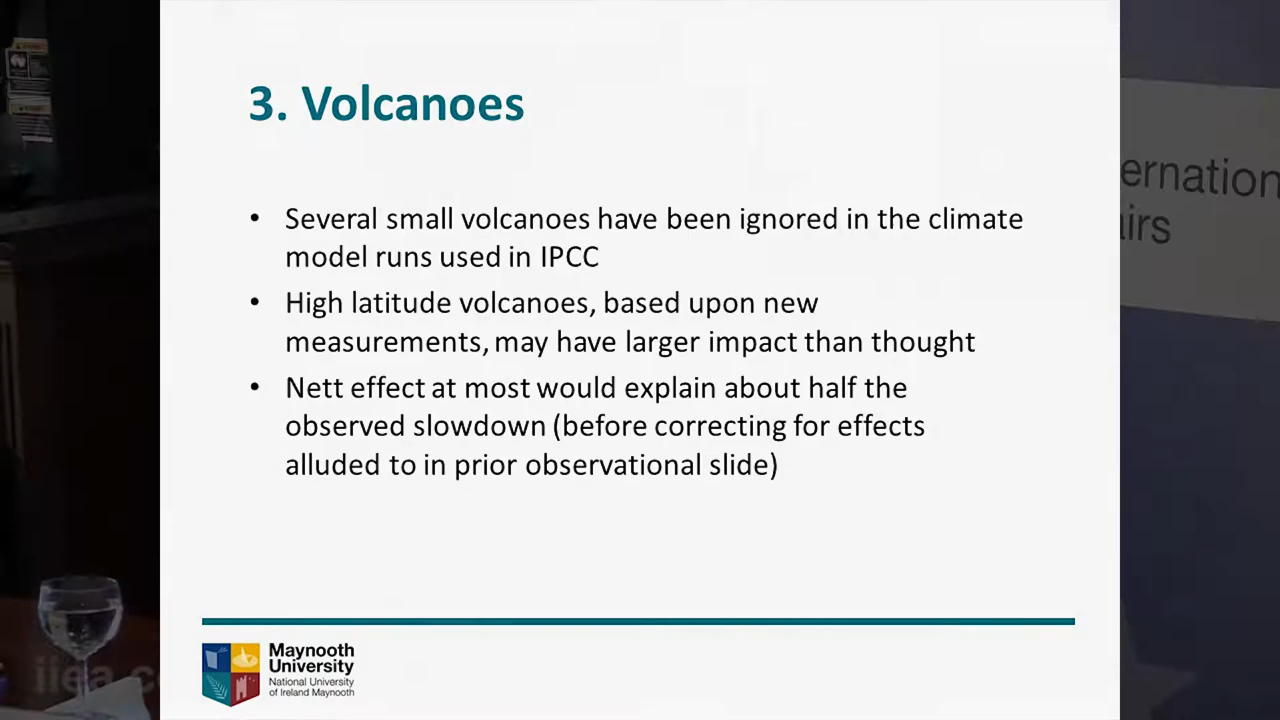 3. Volcanoes
• Several small volcanoes have been ignored in the climate
model runs used in IPCC
• High latitude volcanoes, based upon new
measurements, may have larger impact than thought
• Nett effect at most would explain about half the
observed slowdown (before correcting for effects
alluded to in prior observational slide)
Maynooth
University
National University
of Ireland Maynooth
ernation
irs
iiea.c